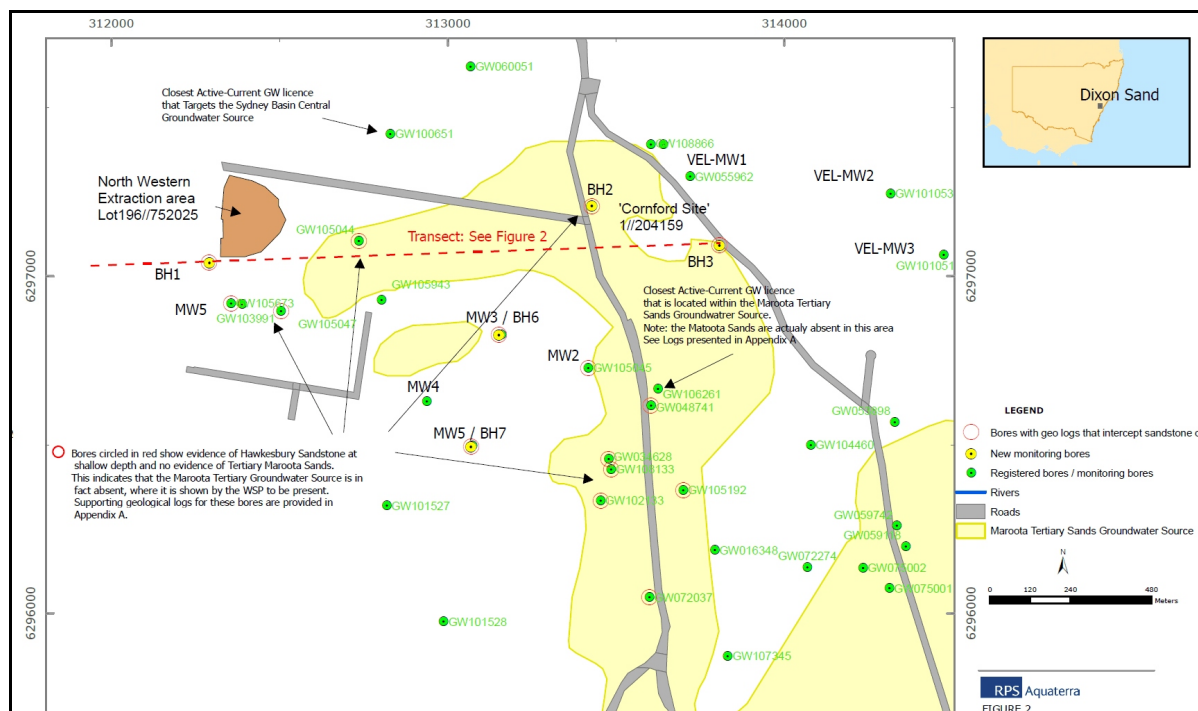 312000
313000
314000
GW060051
Closest Active-Current GW licence
that Targets the Sydney Basin Central
Groundwater Source
GW100651
GW108866
VEL-MW1
GW055962
VEL-MW2
GW101053
North Western
Extraction area
Lot196//752025
BH2
'Cornford Site'
1//204159
GW105044
Transect: See Figure 2
BH1
BH3
VEL-MW3
GW101051
6297000
6297000
MW5
GW105673
GW103991
GW105047
GW105943
MW3 / BH6
Closest Active-Current GW licence
that is located within the Maroota Tertiary
Sands Groundwrater Source.
Note: the Matoota Sands are actualy absent in this area
See Logs presented in Appendix A
MW2
GW106261
GW048741
MW4
MW5 / BH7
GW104460
Bores circled in red show evidence of Hawkesbury Sandstone at
shallow depth and no evidence of Tertiary Maroota Sands.
This indicates that the Maroota Tertiary Groundwater Source is in
fact absent, where it is shown by the WSP to be present.
Supporting geological logs for these bores are provided in
Appendix A.
GW105192
GW101527
GW016348
GW072274
GW075001
GW072037
GW101528
GW107345
6296000
6296000
Dixon Sand
LEGEND
Bores with geo logs that intercept sandstone o
New monitoring bores
Registered bores / monitoring bores
Rivers
Roads
Maroota Tertiary Sands Groundwater Source
N
0 120 240 480
Meters
RPS Aquaterra
FIGURE 2